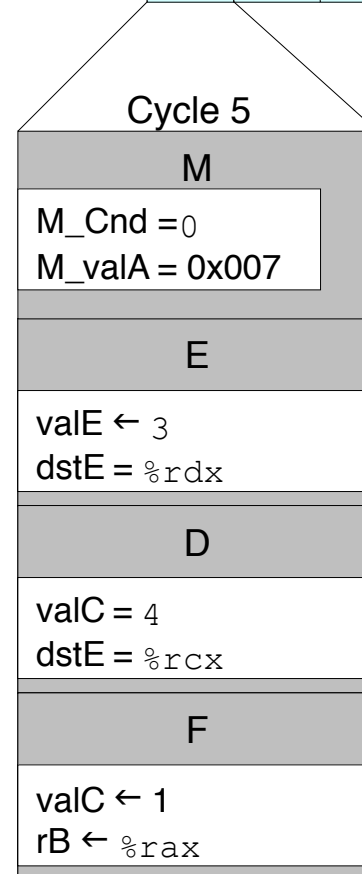 Cycle 5
M
M_Cnd =0
M_valA = 0x007
E
valE ← 3
dstE = %rdx
D
valC = 4
dstE = %rcx
F
valC ← 1
rB ← %rax